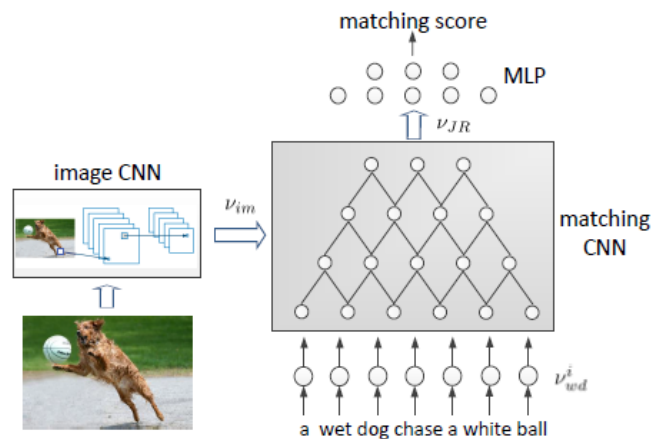 matching score
MLP
ν_JR
image CNN
ν_im
matching
CNN
ν^i_wd
a wet dog chase a white ball